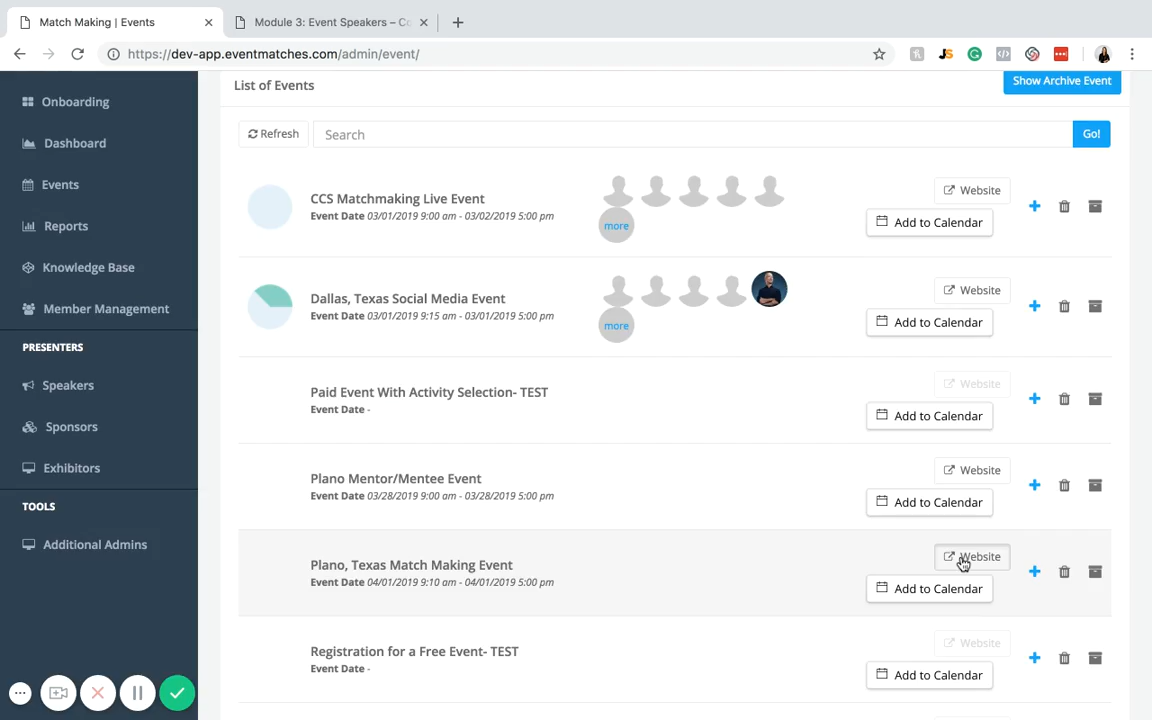 Match Making | Events
Module 3: Event Speakers – Co
https://dev-app.eventmatches.com/admin/event/
Onboarding
Dashboard
Events
Reports
Knowledge Base
Member Management
PRESENTERS
Speakers
Sponsors
Exhibitors
TOOLS
Additional Admins
List of Events
Show Archive Event
Refresh
Search
Go!
CCS Matchmaking Live Event
Event Date 03/01/2019 9:00 am - 03/02/2019 5:00 pm
more
Website
Add to Calendar
Dallas, Texas Social Media Event
Event Date 03/01/2019 9:15 am - 03/01/2019 5:00 pm
more
Website
Add to Calendar
Paid Event With Activity Selection- TEST
Event Date -
Website
Add to Calendar
Plano Mentor/Mentee Event
Event Date 03/28/2019 9:00 am - 03/28/2019 5:00 pm
Website
Add to Calendar
Plano, Texas Match Making Event
Event Date 04/01/2019 9:10 am - 04/01/2019 5:00 pm
Website
Add to Calendar
Registration for a Free Event- TEST
Event Date -
Website
Add to Calendar